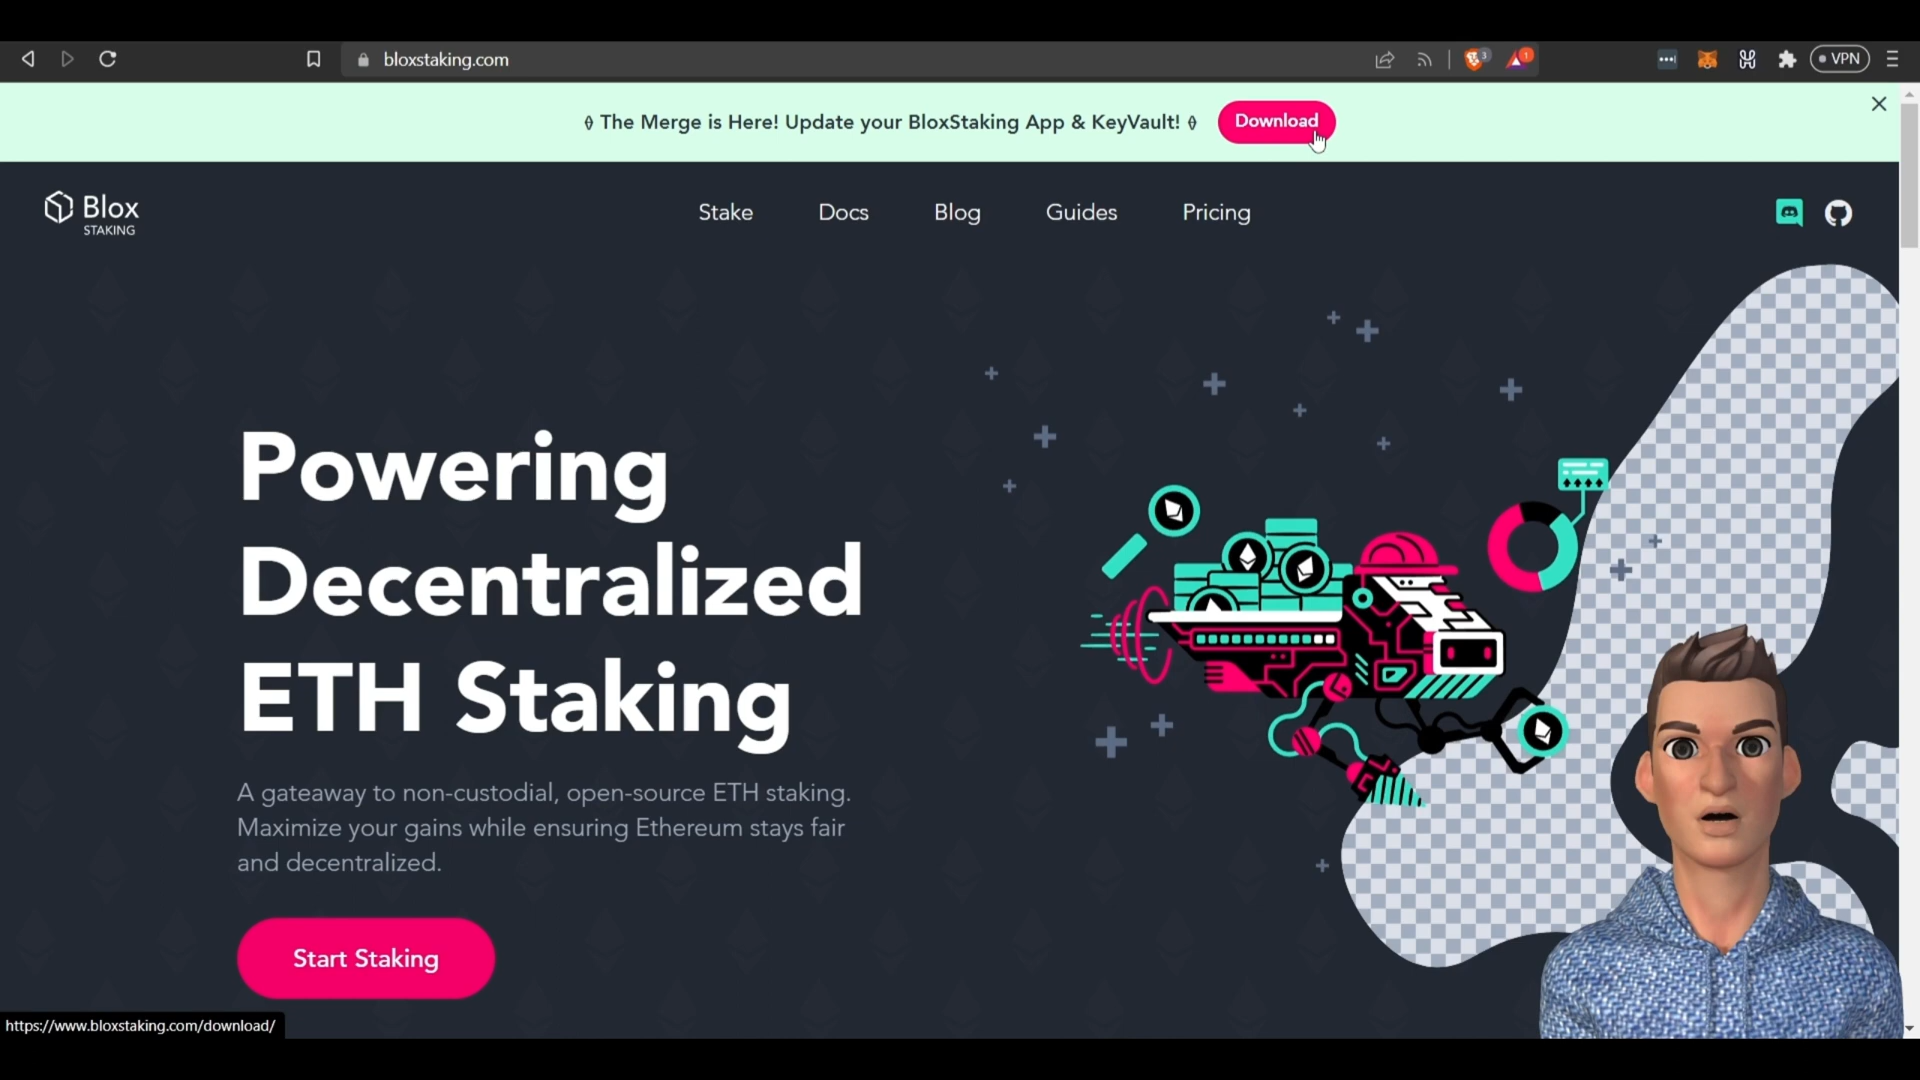 bloxstaking.com
3
1
VPN
The Merge is Here! Update your BloxStaking App & KeyVault!
Download
Blox
STAKING
Stake
Docs
Blog
Guides
Pricing
Powering
Decentralized
ETH Staking
A gateaway to non-custodial, open-source ETH staking.
Maximize your gains while ensuring Ethereum stays fair
and decentralized.
Start Staking
https://www.bloxstaking.com/download/